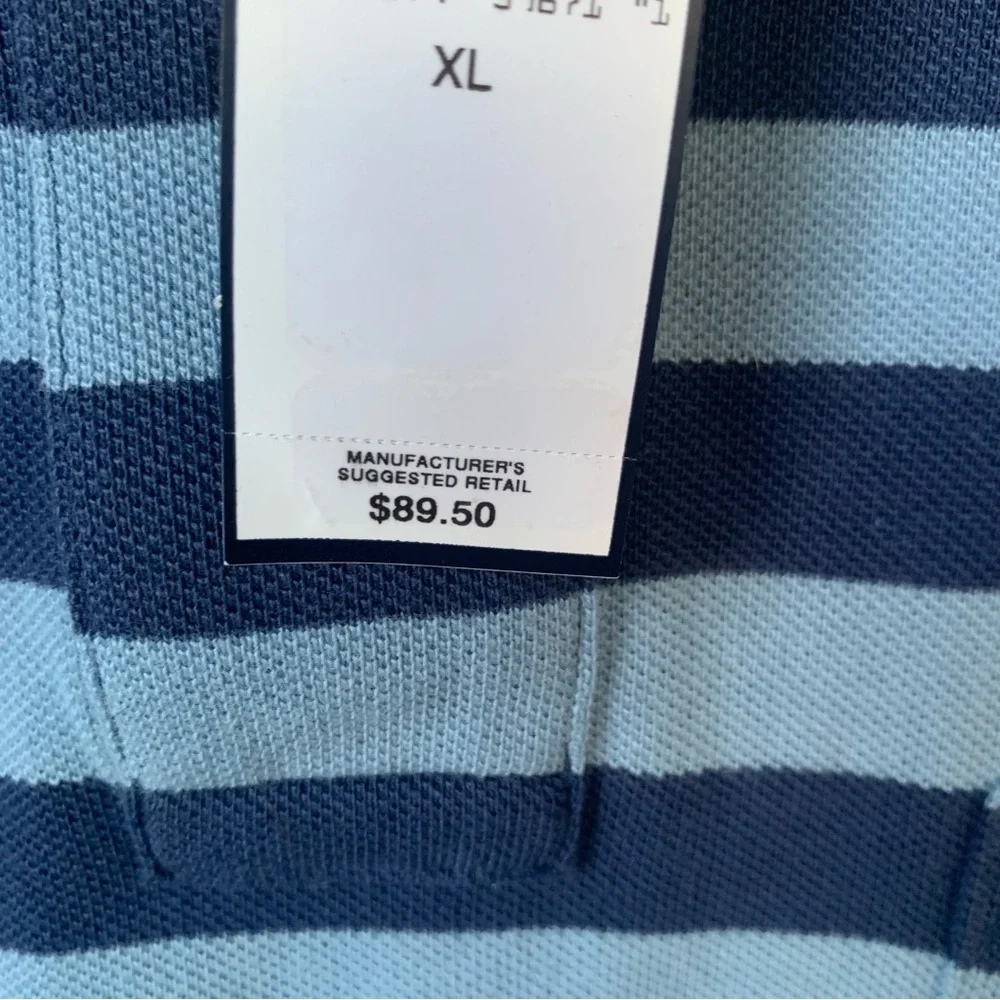 XL
MANUFACTURER'S
SUGGESTED RETAIL
$89.50